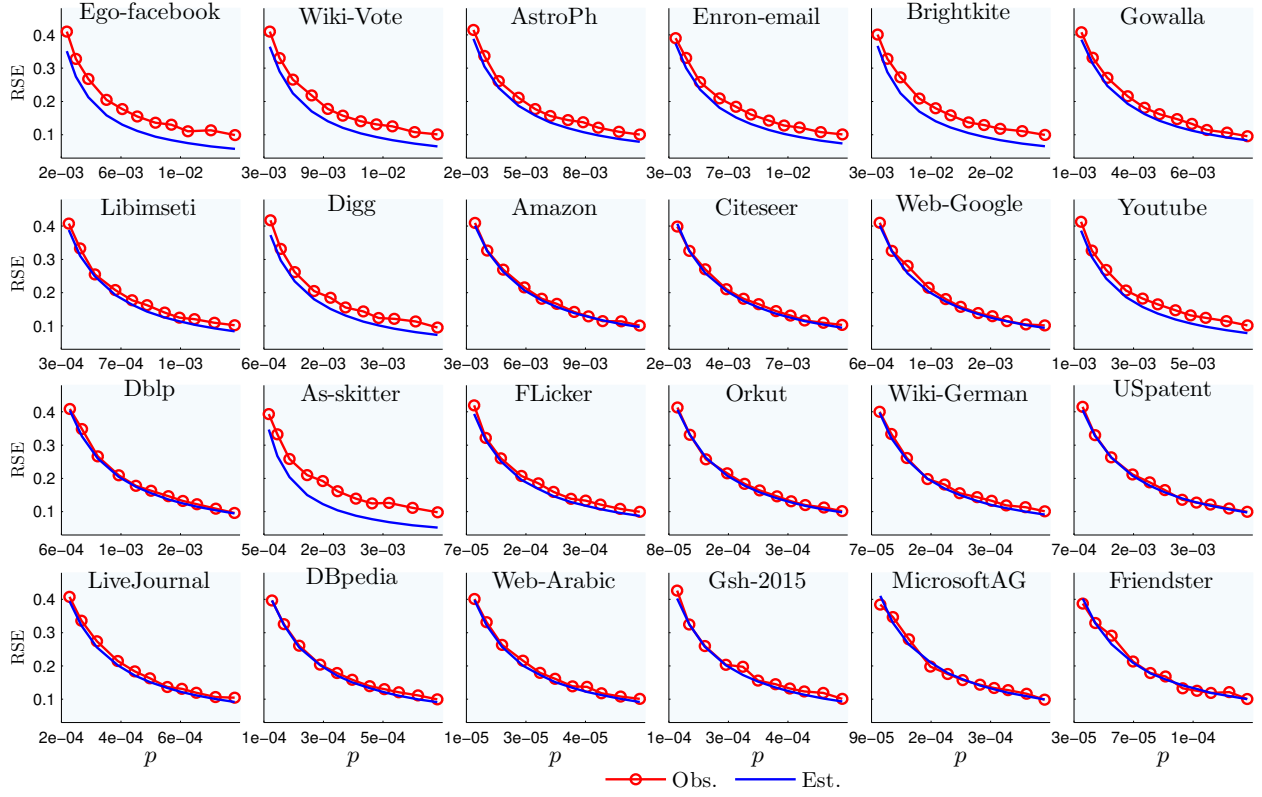 Ego-facebook Wiki-Vote AstroPh Enron-email Brightkite Gowalla
RSE 0.4 0.3 0.2 0.1
2e-03 6e-03 1e-02 3e-03 9e-03 1e-02 2e-03 5e-03 8e-03 3e-03 7e-03 1e-02 3e-03 1e-02 2e-02 1e-03 4e-03 6e-03
Libimseti Digg Amazon Citeseer Web-Google Youtube
RSE 0.4 0.3 0.2 0.1
3e-04 7e-04 1e-03 6e-04 2e-03 3e-03 3e-03 6e-03 9e-03 2e-03 4e-03 7e-03 6e-04 1e-03 2e-03 1e-03 3e-03 5e-03
Dblp As-skitter FLicker Orkut Wiki-German USpatent
RSE 0.4 0.3 0.2 0.1
6e-04 1e-03 2e-03 5e-04 2e-03 3e-03 7e-05 2e-04 3e-04 8e-05 2e-04 3e-04 7e-05 2e-04 3e-04 7e-04 2e-03 3e-03
LiveJournal DBpedia Web-Arabic Gsh-2015 MicrosoftAG Friendster
RSE 0.4 0.3 0.2 0.1
2e-04 4e-04 6e-04 1e-04 3e-04 5e-04 1e-05 3e-05 4e-05 1e-04 3e-04 4e-04 9e-05 2e-04 3e-04 3e-05 7e-05 1e-04
p p p p p p
Obs. Est.